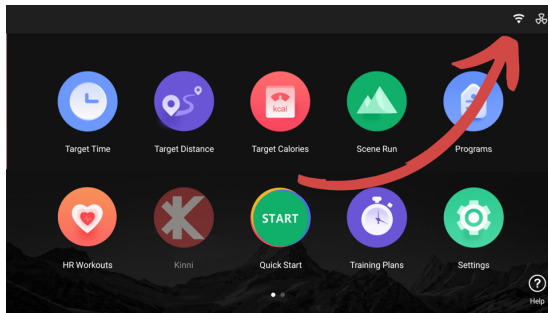 Target Time
Target Distance
kcal
Target Calories
Scene Run
Programs
HR Workouts
Kinni
START
Quick Start
Training Plans
Settings
?
Help